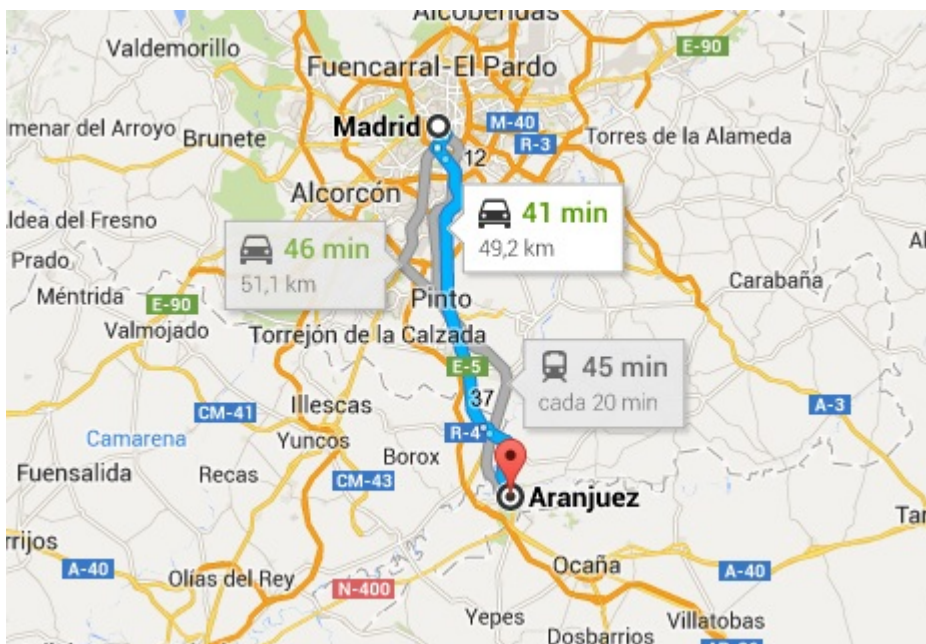 Alcobendas
Valdemorillo
E-90
Fuencarral-El Pardo
Madrid
M-40
R-3
menar del Arroyo
Brunete
Torres de la Alameda
12
Alcorcón
41 min
49,2 km
Aldea del Fresno
46 min
51,1 km
Prado
Carabaña
Méntrida
E-90
Pinto
Valmojado
Torrejón de la Calzada
E-5
45 min
cada 20 min
37
A-3
CM-41
Illescas
R-4
Camarena
Yuncos
Borox
Fuensalida
Recas
CM-43
Aranjuez
Tar
rrijos
A-40
Olías del Rey
N-400
Ocaña
A-40
Yepes
Villatobas
Dosbarrios